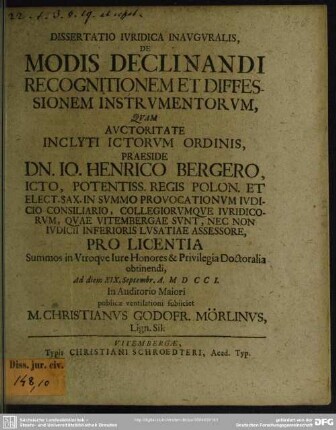 DISSERTATIO IVRIDICA INAVGVRALIS,
DE
MODIS DECLINANDI
RECOGNITIONEM ET DIFFES-
SIONEM INSTRVMENTORVM,
QVAM
AVCTORITATE
INCLYTI ICTORVM ORDINIS,
PRAESIDE
DN. IO. HENRICO BERGERO,
ICTO, POTENTISS. REGIS POLON. ET
ELECT. SAX. IN SVMMO PROVOCATIONVM IVDI-
CIO CONSILIARIO, COLLEGIORVMQVE IVRIDICO-
RVM, QVAE VITEMBERGAE SVNT, NEC NON
IVDICII INFERIORIS LVSATIAE ASSESSORE,
PRO LICENTIA
Summos in Vtroque Iure Honores & Privilegia Doctoralia
obtinendi,
Ad diem XIX. Septembr. A. M D C C I.
In Auditorio Maiori
publicae ventilationi subiiciet
M. CHRISTIANVS GODOFR. MÖRLINVS,
Lign. Sil.
VITEMBERGAE,
Typis CHRISTIANI SCHROEDTERI, Acad. Typ.
Diss. jur. civ.
148,10